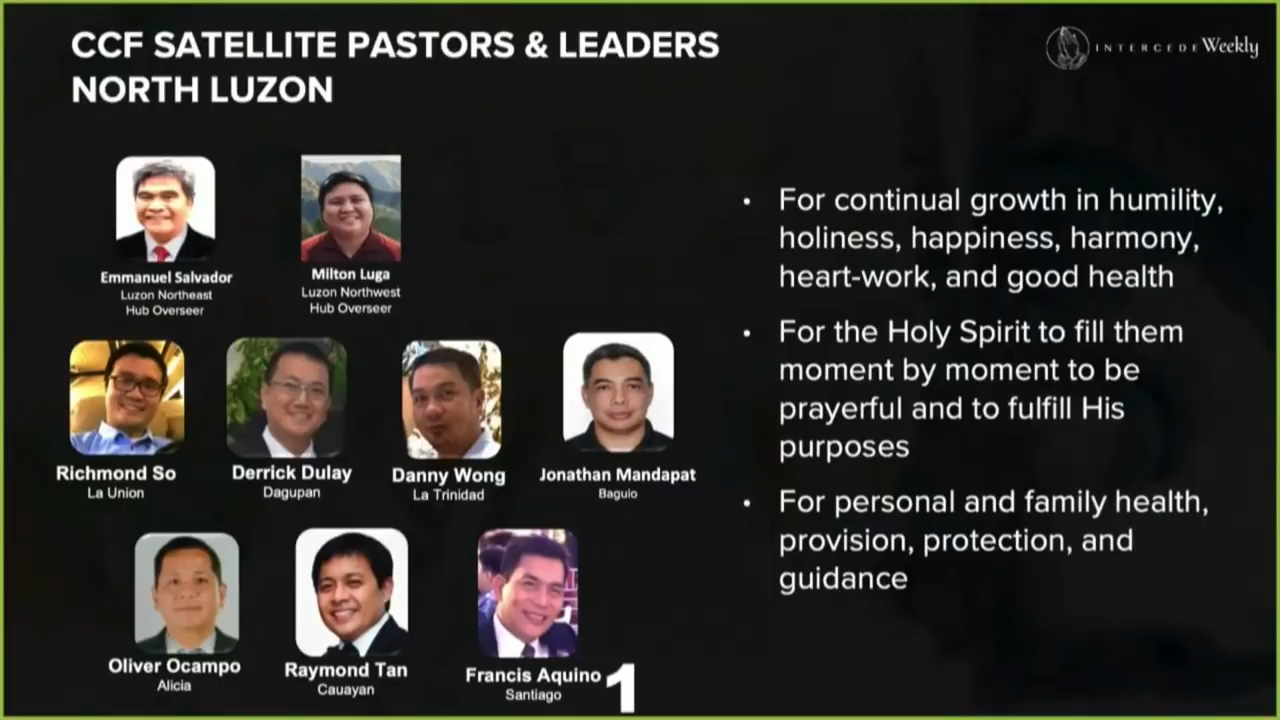 CCF SATELLITE PASTORS & LEADERS
NORTH LUZON
INTERCEDE Weekly
Emmanuel Salvador
Luzon Northeast
Hub Overseer
Milton Luga
Luzon Northwest
Hub Overseer
Richmond So
La Union
Derrick Dulay
Dagupan
Danny Wong
La Trinidad
Jonathan Mandapat
Baguio
Oliver Ocampo
Alicia
Raymond Tan
Cauayan
Francis Aquino
Santiago
1
• For continual growth in humility,
holiness, happiness, harmony,
heart-work, and good health
• For the Holy Spirit to fill them
moment by moment to be
prayerful and to fulfill His
purposes
• For personal and family health,
provision, protection, and
guidance